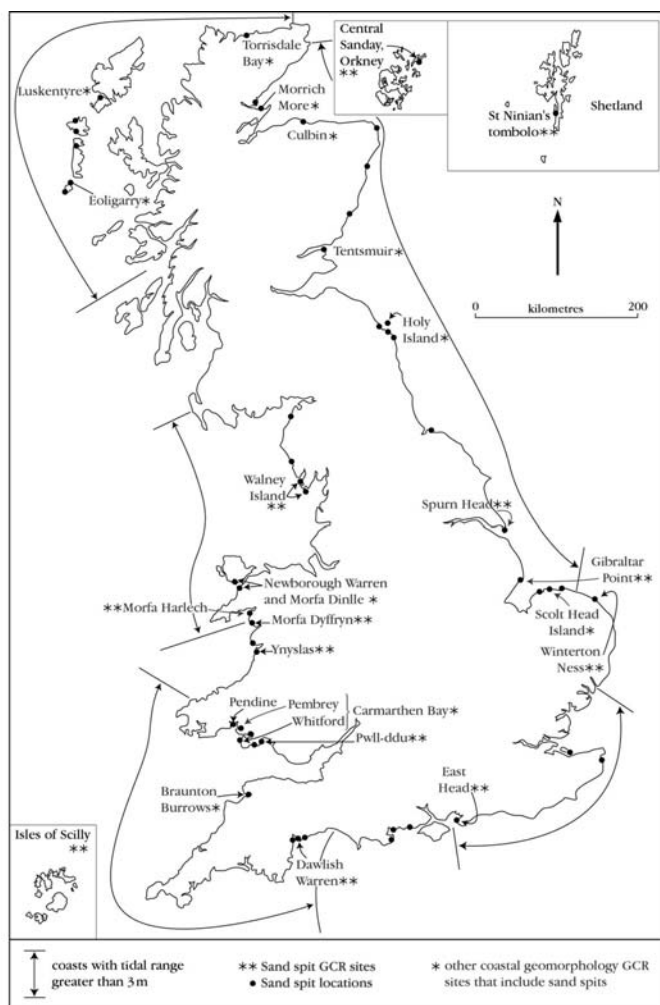 Torrisdale
Bay*
Central
Sanday,
Orkney
**
Shetland
St Ninian's
tombolo**
Luskentyre*
Morrich
More*
Culbin*
Eoligarry*
N
Tentsmuir*
0 kilometres 200
Holy
Island*
Walney
Island
**
Spurn Head**
Gibraltar
Point**
Newborough Warren
and Morfa Dinlle *
**Morfa Harlech
Scolt Head
Island*
Morfa Dyffryn**
Winterton
Ness**
Ynyslas**
Pendine
Pembrey
Whitford
Carmarthen Bay*
Pwll-ddu**
Braunton
Burrows*
East
Head**
Isles of Scilly
**
Dawlish
Warren**
coasts with tidal range
greater than 3m
** Sand spit GCR sites
• Sand spit locations
* other coastal geomorphology GCR
sites that include sand spits